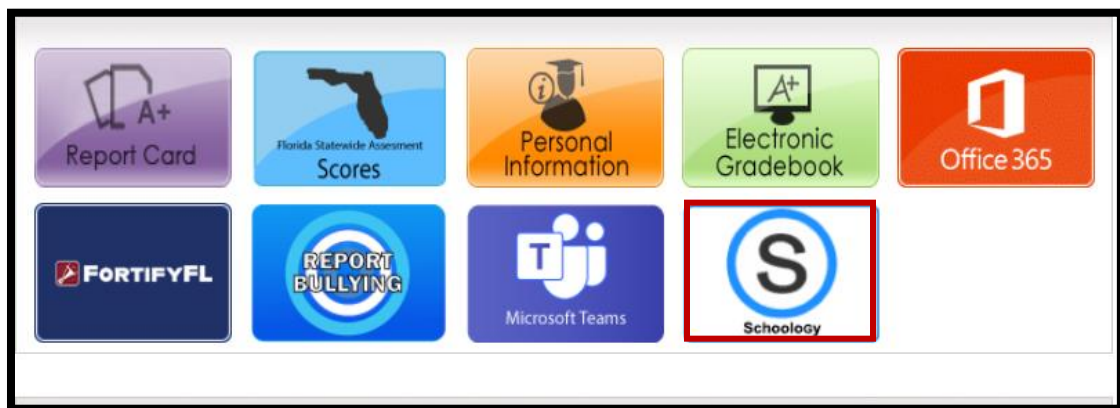 A+
Report Card
Florida Statewide Assesment
Scores
i
Personal
Information
A+
Electronic
Gradebook
Office 365
FORTIFYFL
REPORT
BULLYING
T
Microsoft Teams
S
SchooloGy